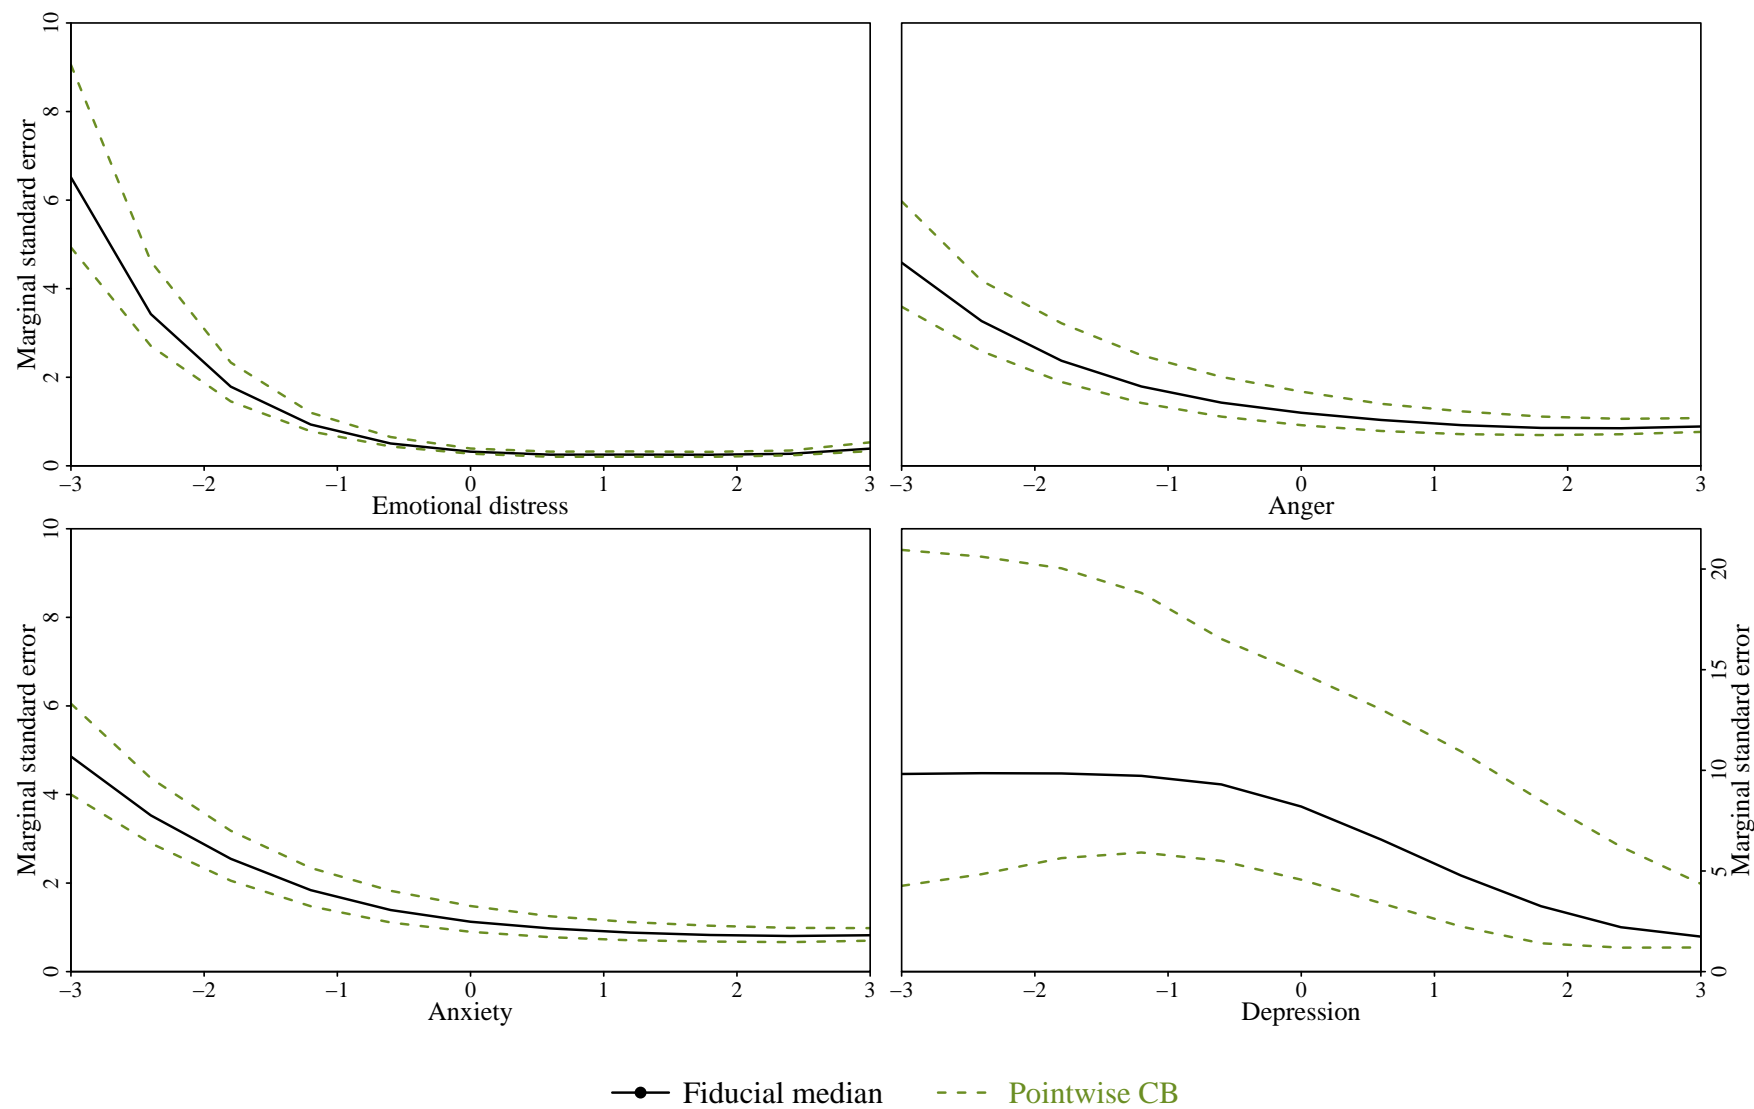 Marginal standard error
0 2 4 6 8 10
−3 −2 −1 0 1 2 3
Emotional distress
−3 −2 −1 0 1 2 3
Anger
Marginal standard error
0 2 4 6 8 10
−3 −2 −1 0 1 2 3
Anxiety
−3 −2 −1 0 1 2 3
Depression
0 5 10 15 20
Marginal standard error
Fiducial median Pointwise CB